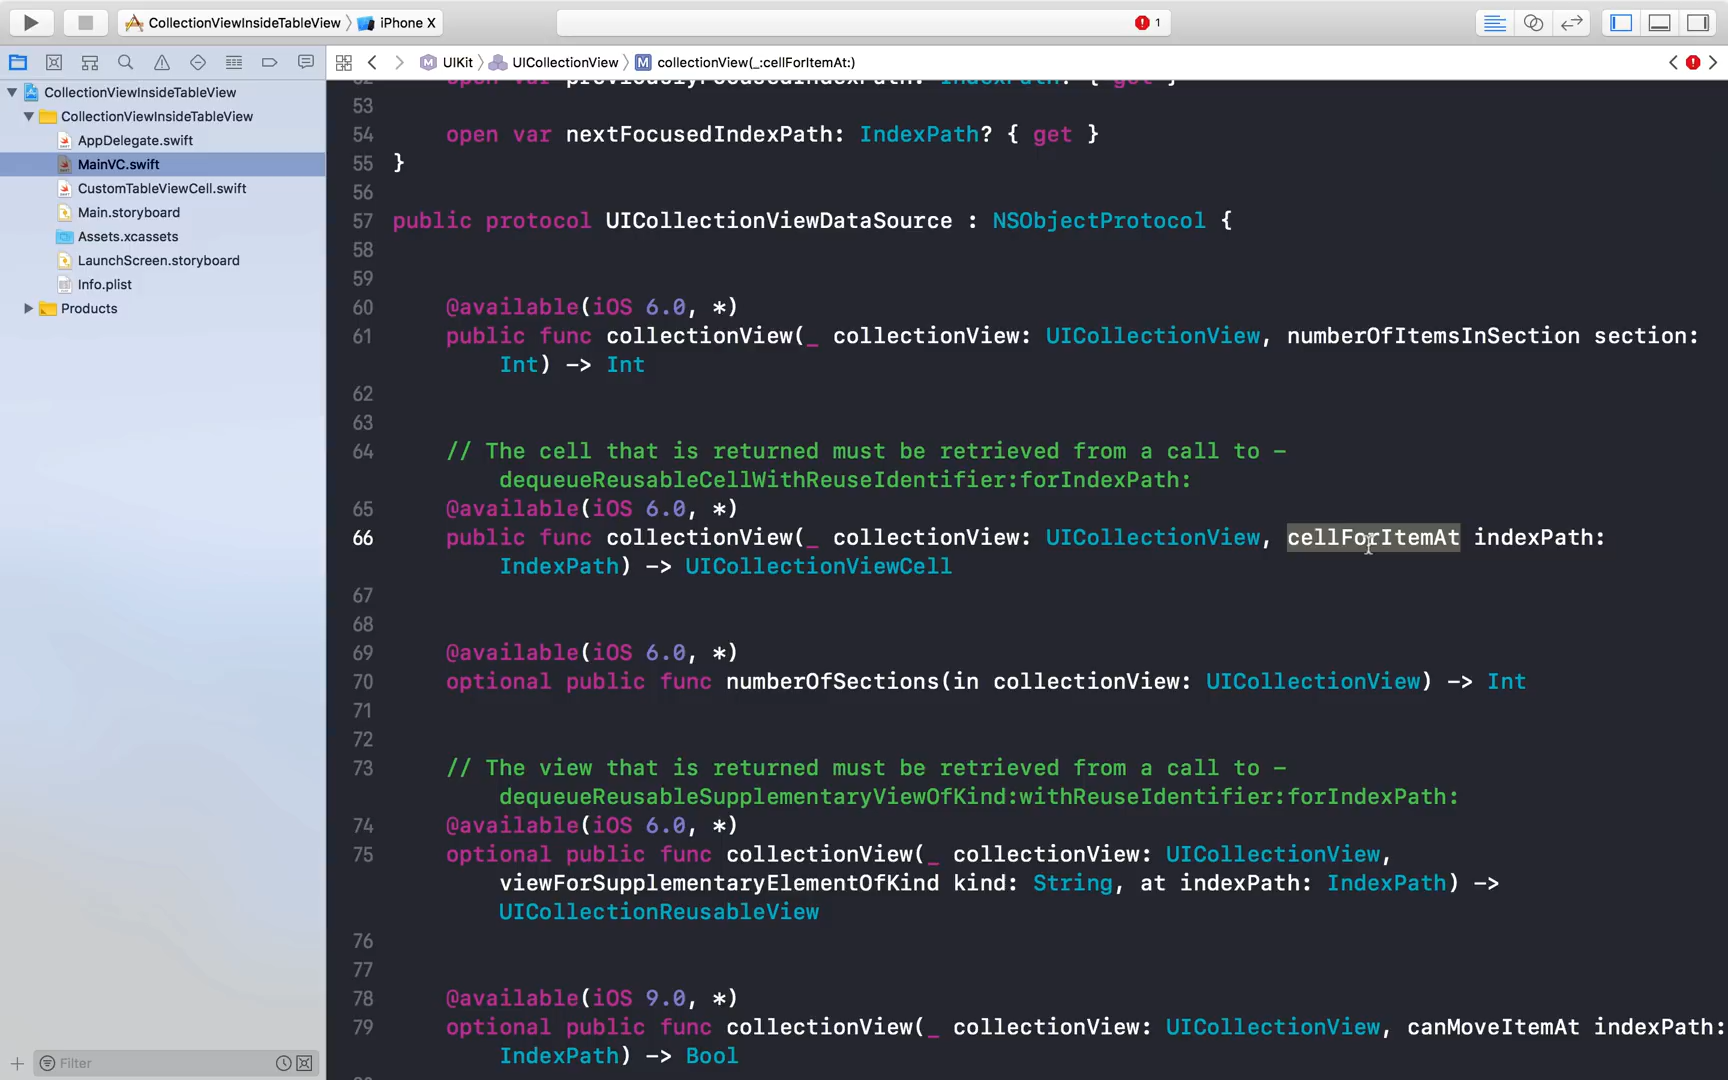 CollectionViewInsideTableView 〉 iPhone X
1
UIKit 〉 UICollectionView 〉 M collectionView(_:cellForItemAt:)
CollectionViewInsideTableView
CollectionViewInsideTableView
AppDelegate.swift
MainVC.swift
CustomTableViewCell.swift
Main.storyboard
Assets.xcassets
LaunchScreen.storyboard
Info.plist
Products
Filter
53
54 open var nextFocusedIndexPath: IndexPath? { get }
55 }
56
57 public protocol UICollectionViewDataSource : NSObjectProtocol {
58
59
60 @available(iOS 6.0, *)
61 public func collectionView(_ collectionView: UICollectionView, numberOfItemsInSection section:
Int) -> Int
62
63
64 // The cell that is returned must be retrieved from a call to -
dequeueReusableCellWithReuseIdentifier:forIndexPath:
65 @available(iOS 6.0, *)
66 public func collectionView(_ collectionView: UICollectionView, cellForItemAt indexPath:
IndexPath) -> UICollectionViewCell
67
68
69 @available(iOS 6.0, *)
70 optional public func numberOfSections(in collectionView: UICollectionView) -> Int
71
72
73 // The view that is returned must be retrieved from a call to -
dequeueReusableSupplementaryViewOfKind:withReuseIdentifier:forIndexPath:
74 @available(iOS 6.0, *)
75 optional public func collectionView(_ collectionView: UICollectionView,
viewForSupplementaryElementOfKind kind: String, at indexPath: IndexPath) ->
UICollectionReusableView
76
77
78 @available(iOS 9.0, *)
79 optional public func collectionView(_ collectionView: UICollectionView, canMoveItemAt indexPath:
IndexPath) -> Bool